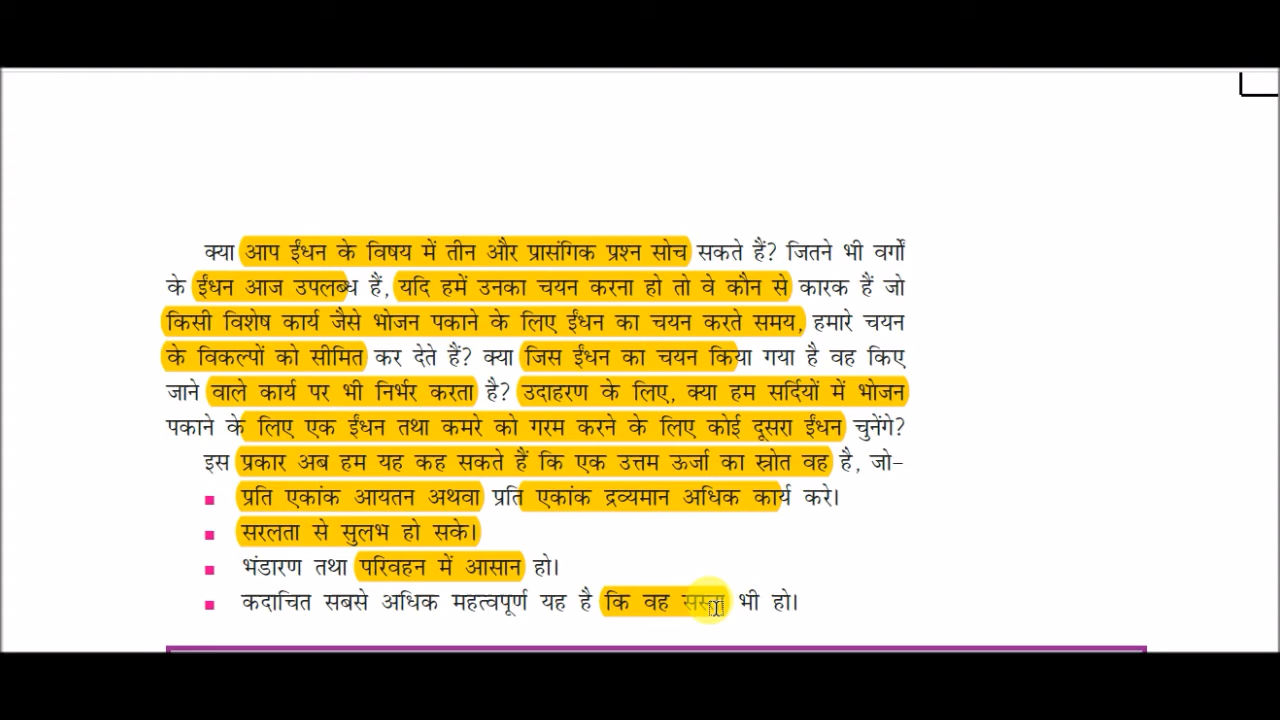 क्या आप ईंधन के विषय में तीन और प्रासंगिक प्रश्न सोच सकते हैं? जितने भी वर्गों
के ईंधन आज उपलब्ध हैं, यदि हमें उनका चयन करना हो तो वे कौन से कारक हैं जो
किसी विशेष कार्य जैसे भोजन पकाने के लिए ईंधन का चयन करते समय, हमारे चयन
के विकल्पों को सीमित कर देते हैं? क्या जिस ईंधन का चयन किया गया है वह किए
जाने वाले कार्य पर भी निर्भर करता है? उदाहरण के लिए, क्या हम सर्दियों में भोजन
पकाने के लिए एक ईंधन तथा कमरे को गरम करने के लिए कोई दूसरा ईंधन चुनेंगे?
इस प्रकार अब हम यह कह सकते हैं कि एक उत्तम ऊर्जा का स्रोत वह है, जो–
प्रति एकांक आयतन अथवा प्रति एकांक द्रव्यमान अधिक कार्य करे।
सरलता से सुलभ हो सके।
भंडारण तथा परिवहन में आसान हो।
कदाचित सबसे अधिक महत्वपूर्ण यह है कि वह सस्ता भी हो।